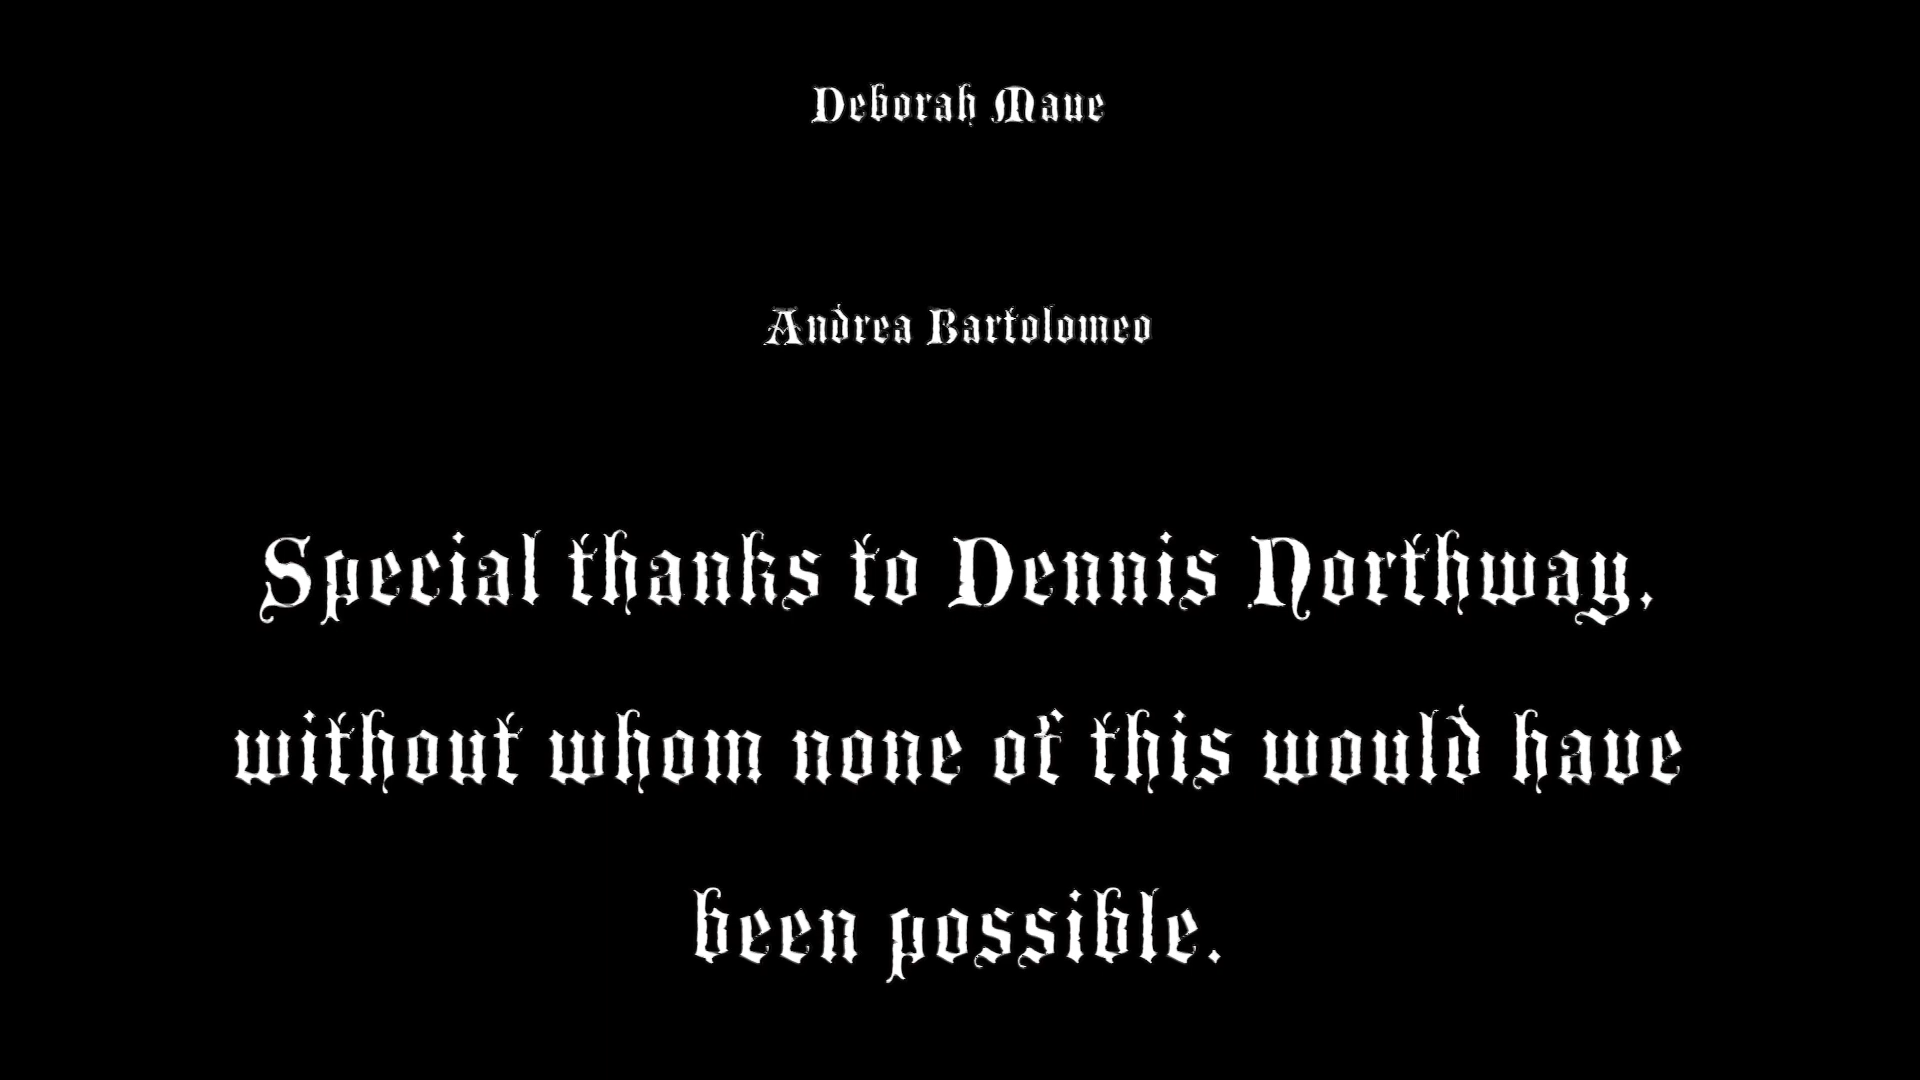 Deborah Maue
Andrea Bartolomeo
Special thanks to Dennis Northway,
without whom none of this would have
been possible.